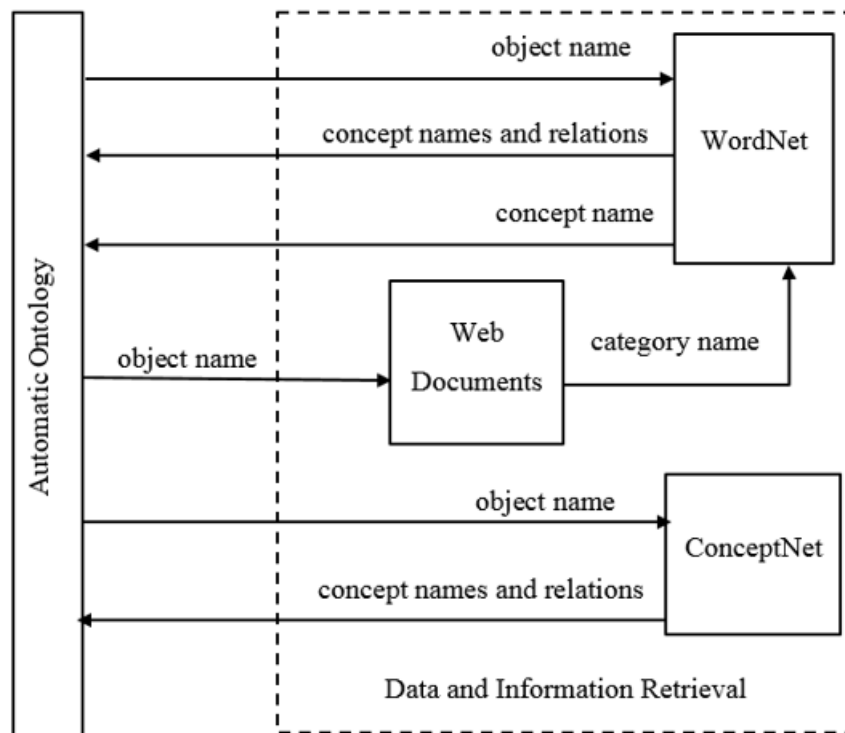 object name
concept names and relations
WordNet
concept name
Automatic Ontology
Web
Documents
category name
object name
object name
ConceptNet
concept names and relations
Data and Information Retrieval